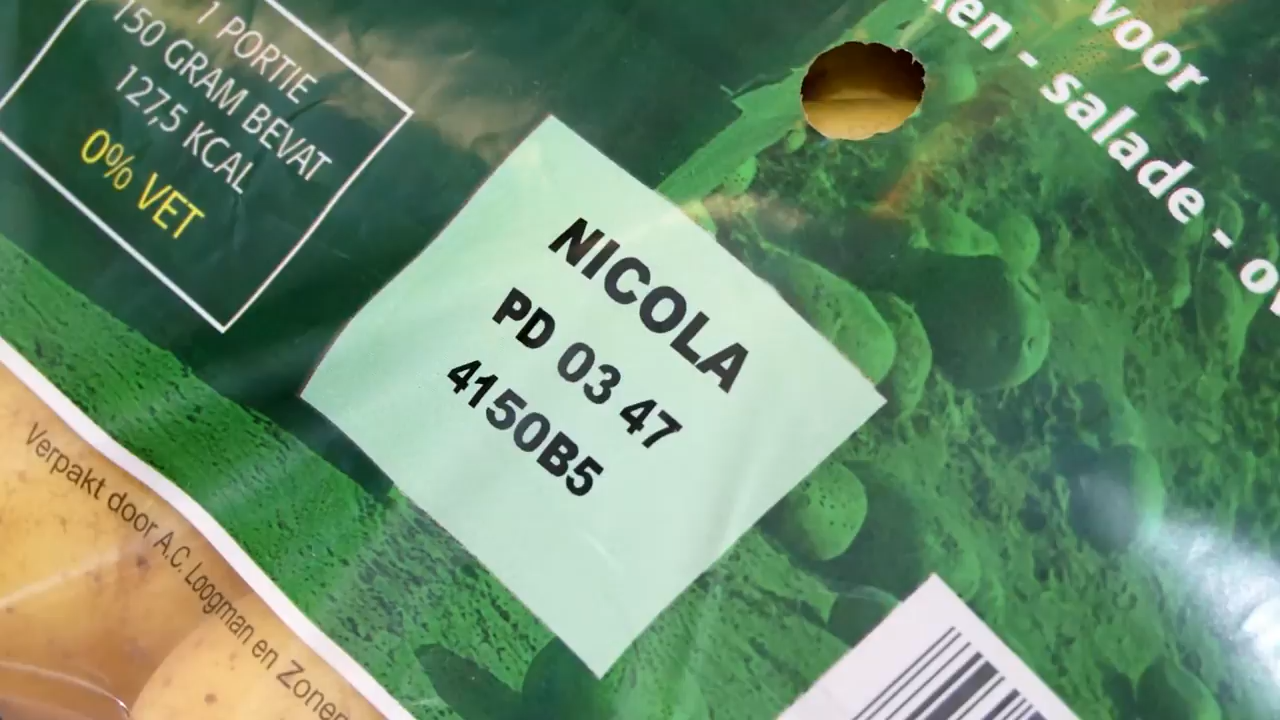 1 PORTIE
150 GRAM BEVAT
127,5 KCAL
0% VET
voor
salade -
NICOLA
PD 03 47
4150B5
Verpakt door A.C. Loogman en Zonen